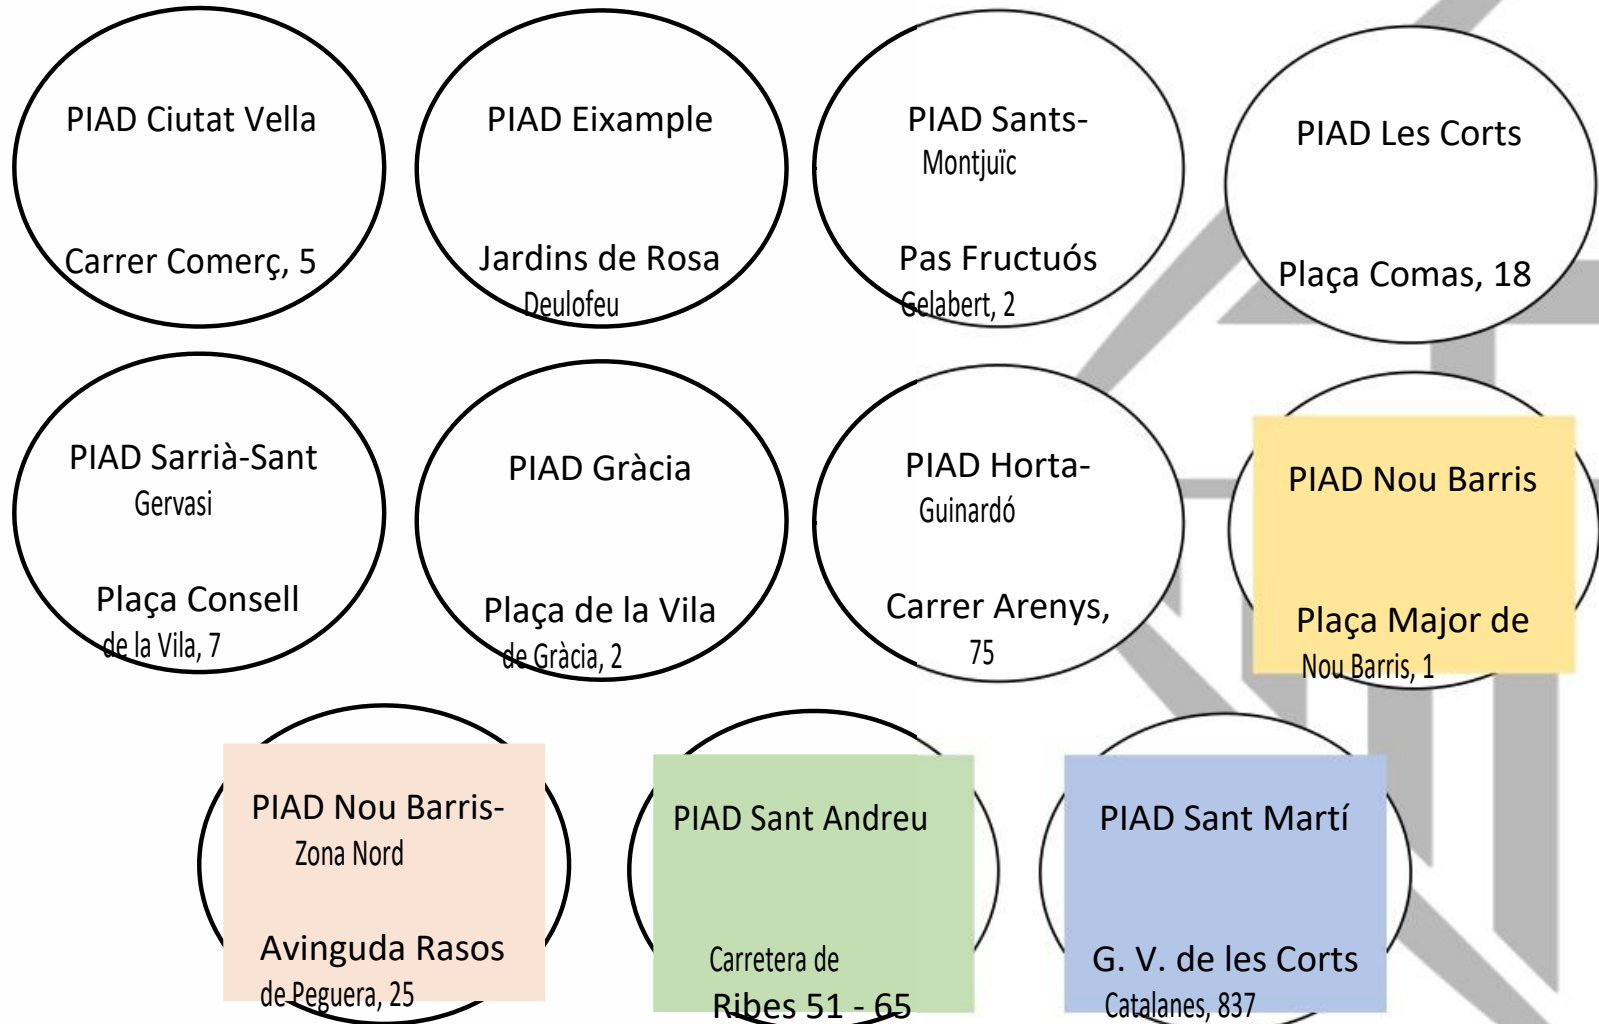 PIAD Ciutat Vella
Carrer Comerç, 5
PIAD Eixample
Jardins de Rosa
Deulofeu
PIAD Sants-
Montjuïc
Pas Fructuós
Gelabert, 2
PIAD Les Corts
Plaça Comas, 18
PIAD Sarrià-Sant
Gervasi
Plaça Consell
de la Vila, 7
PIAD Gràcia
Plaça de la Vila
de Gràcia, 2
PIAD Horta-
Guinardó
Carrer Arenys,
75
PIAD Nou Barris
Plaça Major de
Nou Barris, 1
PIAD Nou Barris-
Zona Nord
Avinguda Rasos
de Peguera, 25
PIAD Sant Andreu
Carretera de
Ribes 51 - 65
PIAD Sant Martí
G. V. de les Corts
Catalanes, 837